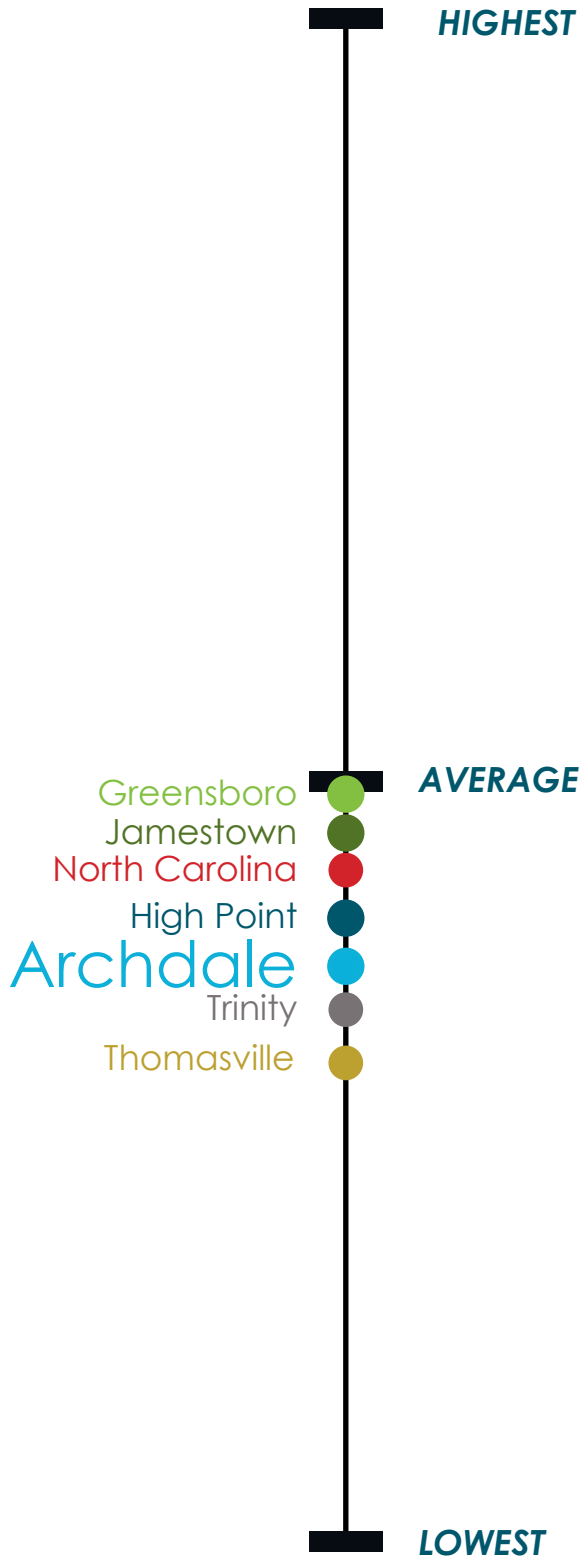 HIGHEST
AVERAGE
Greensboro
Jamestown
North Carolina
High Point
Archdale
Trinity
Thomasville
LOWEST